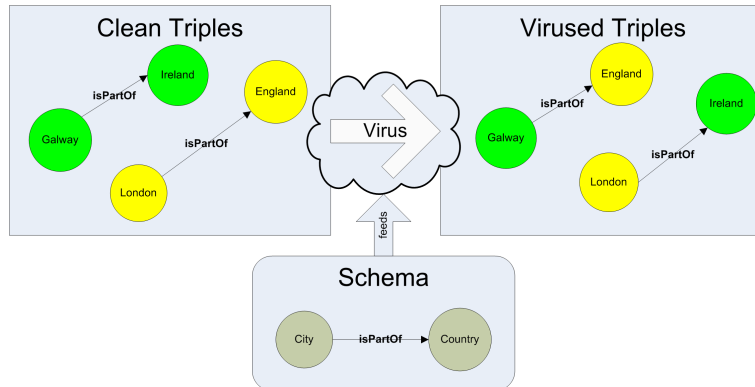 Clean Triples
Ireland
isPartOf
England
Galway
isPartOf
London
Virus
Virused Triples
England
isPartOf
Ireland
Galway
isPartOf
London
feeds
Schema
City
isPartOf
Country